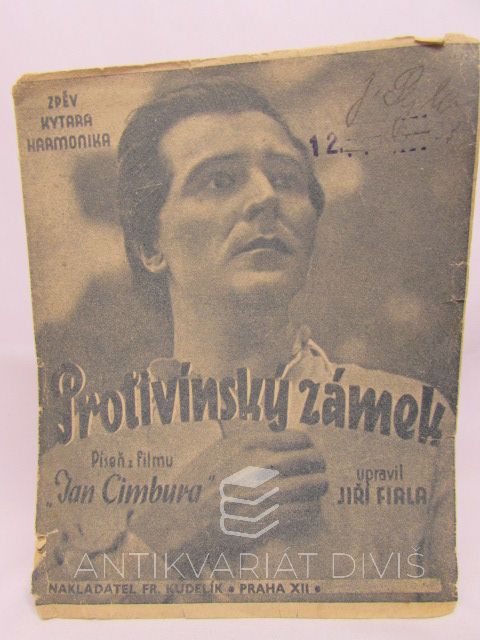 ZPĚV
KYTARA
HARMONIKA
12.
Protivínský zámek
Píseň z filmu
„Jan Cimbura"
upravil
JIŘÍ FIALA
ANTIKVARIÁT DIVIŠ
NAKLADATEL FR. KUDELÍK • PRAHA XII •